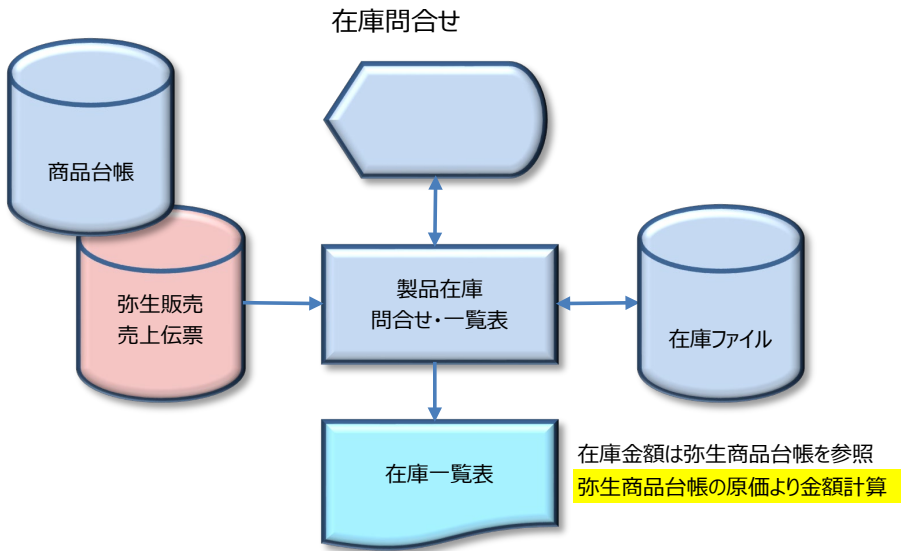 在庫問合せ
商品台帳
弥生販売
売上伝票
製品在庫
問合せ・一覧表
在庫ファイル
在庫一覧表
在庫金額は弥生商品台帳を参照
弥生商品台帳の原価より金額計算